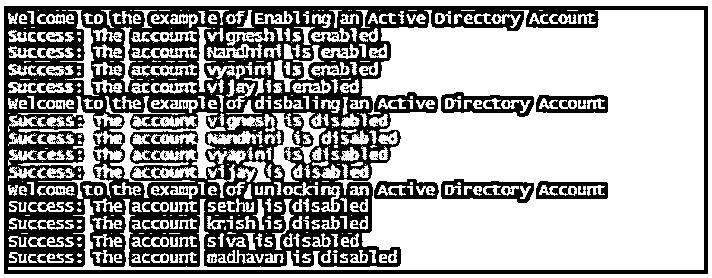 Welcome to the example of Enabling an Active Directory Account
Success: The account vignesh is enabled
Success: The account Nandhini is enabled
Success: The account vyapini is enabled
Success: The account vijay is enabled
Welcome to the example of disbaling an Active Directory Account
Success: The account vignesh is disabled
Success: The account Nandhini is disabled
Success: The account vyapini is disabled
Success: The account vijay is disabled
Welcome to the example of unlocking an Active Directory Account
Success: The account sethu is disabled
Success: The account krish is disabled
Success: The account siva is disabled
Success: The account madhavan is disabled